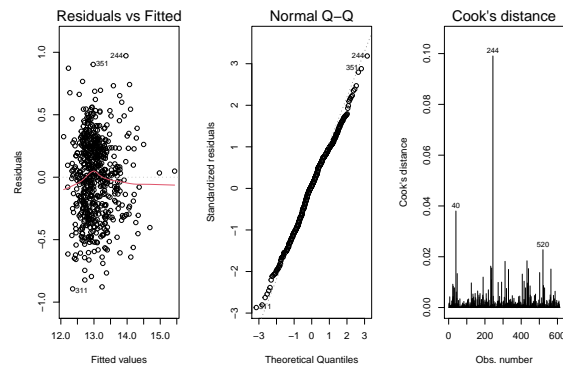 Residuals vs Fitted
Residuals
1.0
0.5
0.0
−0.5
−1.0
244
351
311
12.0 13.0 14.0 15.0
Fitted values
Normal Q−Q
Standardized residuals
3
2
1
0
−1
−2
−3
244
351
311
−3 −1 0 1 2 3
Theoretical Quantiles
Cook's distance
Cook's distance
0.10
0.08
0.06
0.04
0.02
0.00
244
40
520
0 200 400 600
Obs. number